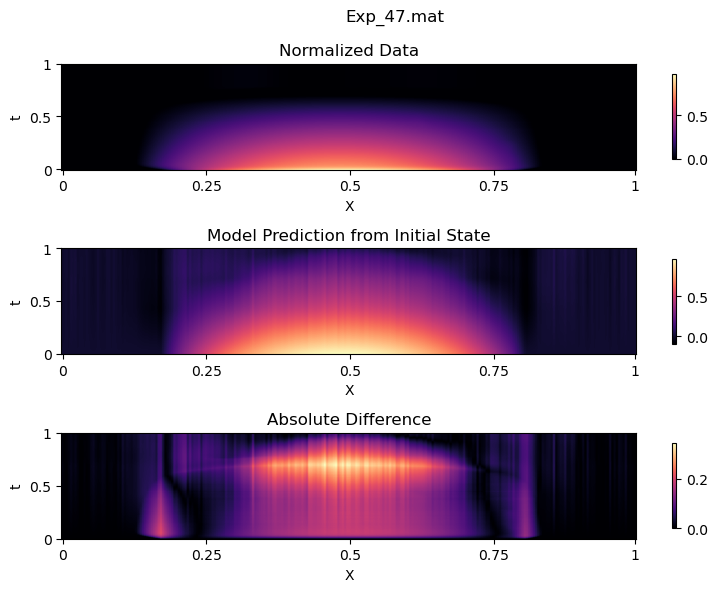 Exp_47.mat
Normalized Data
1
0.5
0
t
0 0.25 0.5 0.75 1
X
0.5
0.0
Model Prediction from Initial State
1
0.5
0
t
0 0.25 0.5 0.75 1
X
0.5
0.0
Absolute Difference
1
0.5
0
t
0 0.25 0.5 0.75 1
X
0.2
0.0